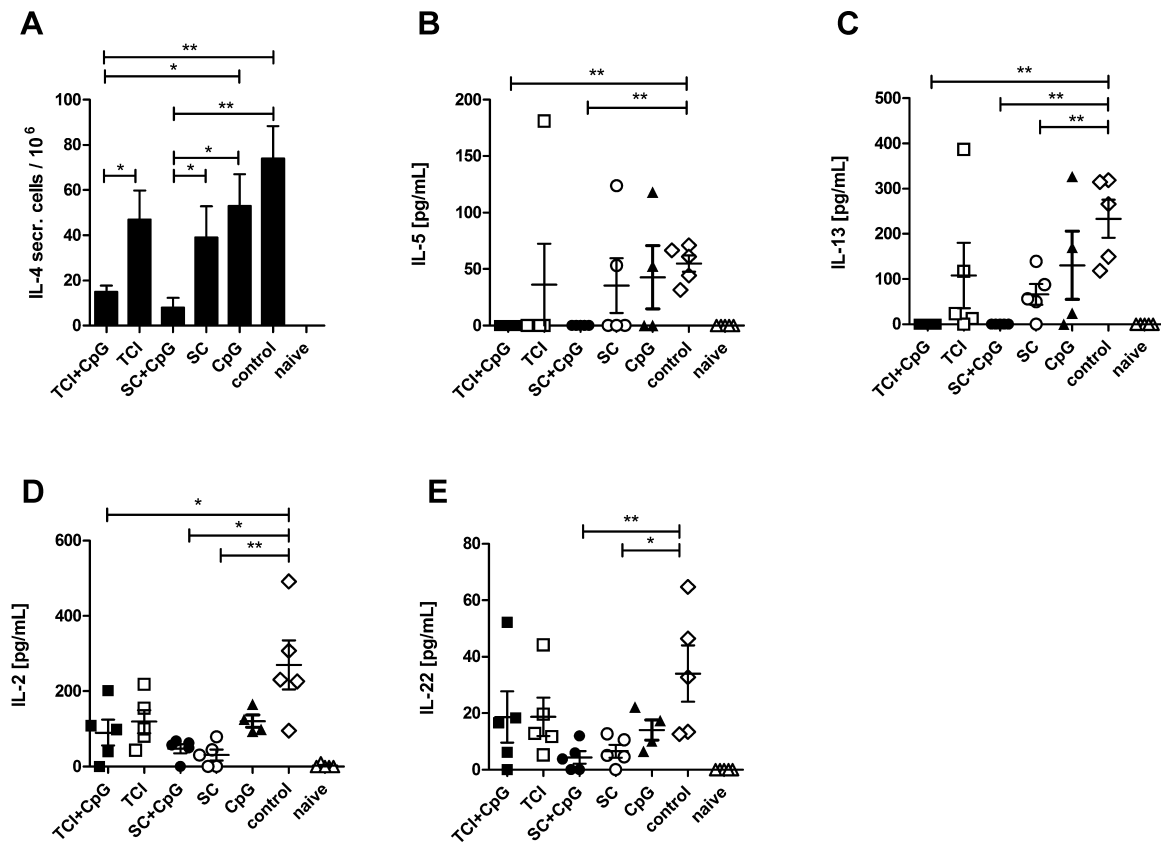 A
**
*
**
*
*
*
100
80
60
40
20
0
IL-4 secr. cells / 10⁶
TCI+CpG
TCI
SC+CpG
SC
CpG
control
naive
B
**
**
200
150
100
50
0
IL-5 [pg/mL]
TCI+CpG
TCI
SC+CpG
SC
CpG
control
naive
C
**
**
**
500
400
300
200
100
0
IL-13 [pg/mL]
TCI+CpG
TCI
SC+CpG
SC
CpG
control
naive
D
*
*
**
600
400
200
0
IL-2 [pg/mL]
TCI+CpG
TCI
SC+CpG
SC
CpG
control
naive
E
**
*
80
60
40
20
0
IL-22 [pg/mL]
TCI+CpG
TCI
SC+CpG
SC
CpG
control
naive